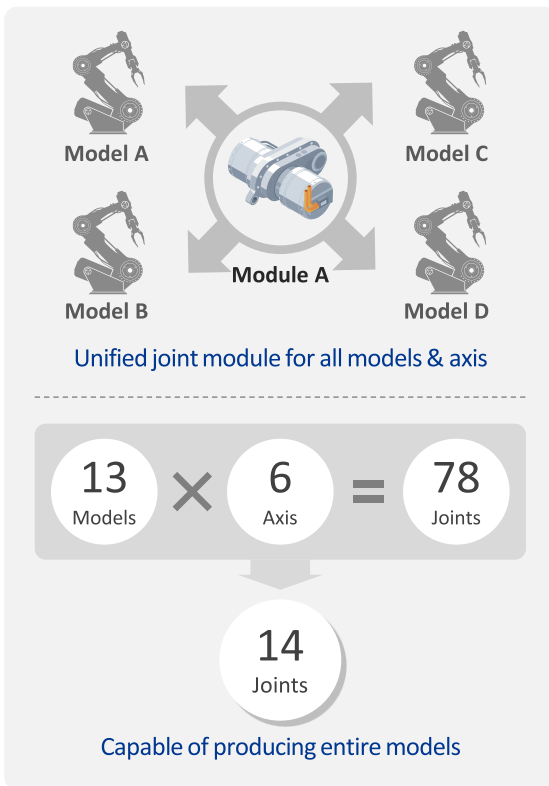 Model A
Model C
Model B
Module A
Model D
Unified joint module for all models & axis
13
Models
×
6
Axis
=
78
Joints
14
Joints
Capable of producing entire models